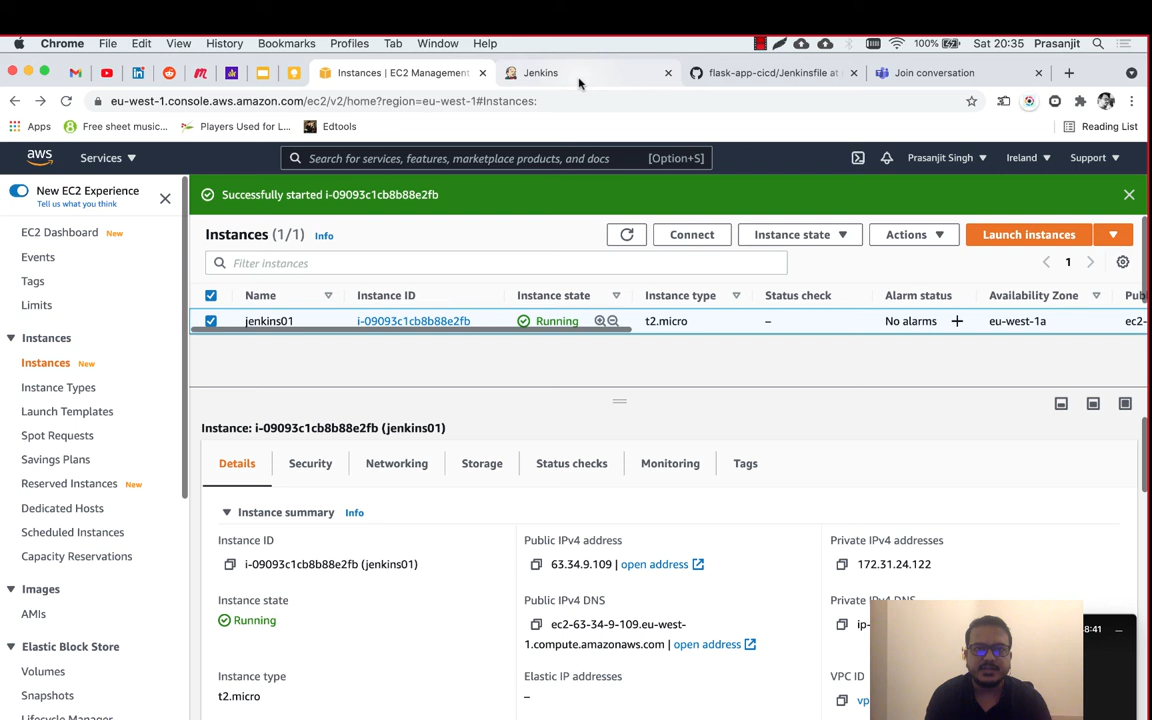 Chrome File Edit View History Bookmarks Profiles Tab Window Help 100% Sat 20:35 Prasanjit
Instances | EC2 Management Jenkins flask-app-cicd/Jenkinsfile at Join conversation
eu-west-1.console.aws.amazon.com/ec2/v2/home?region=eu-west-1#Instances:
Apps Free sheet music... Players Used for L... Edtools Reading List
aws Services Search for services, features, marketplace products, and docs [Option+S] Prasanjit Singh Ireland Support
New EC2 Experience
Tell us what you think
Successfully started i-09093c1cb8b88e2fb
EC2 Dashboard New
Events
Tags
Limits
Instances
Instances New
Instance Types
Launch Templates
Spot Requests
Savings Plans
Reserved Instances New
Dedicated Hosts
Scheduled Instances
Capacity Reservations
Images
AMIs
Elastic Block Store
Volumes
Snapshots
Lifecycle Manager
Instances (1/1) Info Connect Instance state Actions Launch instances
Filter instances 1
Name Instance ID Instance state Instance type Status check Alarm status Availability Zone
jenkins01 i-09093c1cb8b88e2fb Running t2.micro – No alarms + eu-west-1a ec2-
Instance: i-09093c1cb8b88e2fb (jenkins01)
Details Security Networking Storage Status checks Monitoring Tags
Instance summary Info
Instance ID
i-09093c1cb8b88e2fb (jenkins01)
Instance state
Running
Instance type
t2.micro
Public IPv4 address
63.34.9.109 | open address
Public IPv4 DNS
ec2-63-34-9-109.eu-west-
1.compute.amazonaws.com | open address
Elastic IP addresses
–
Private IPv4 addresses
172.31.24.122
Private IPv4 DNS
ip-
VPC ID
8:41